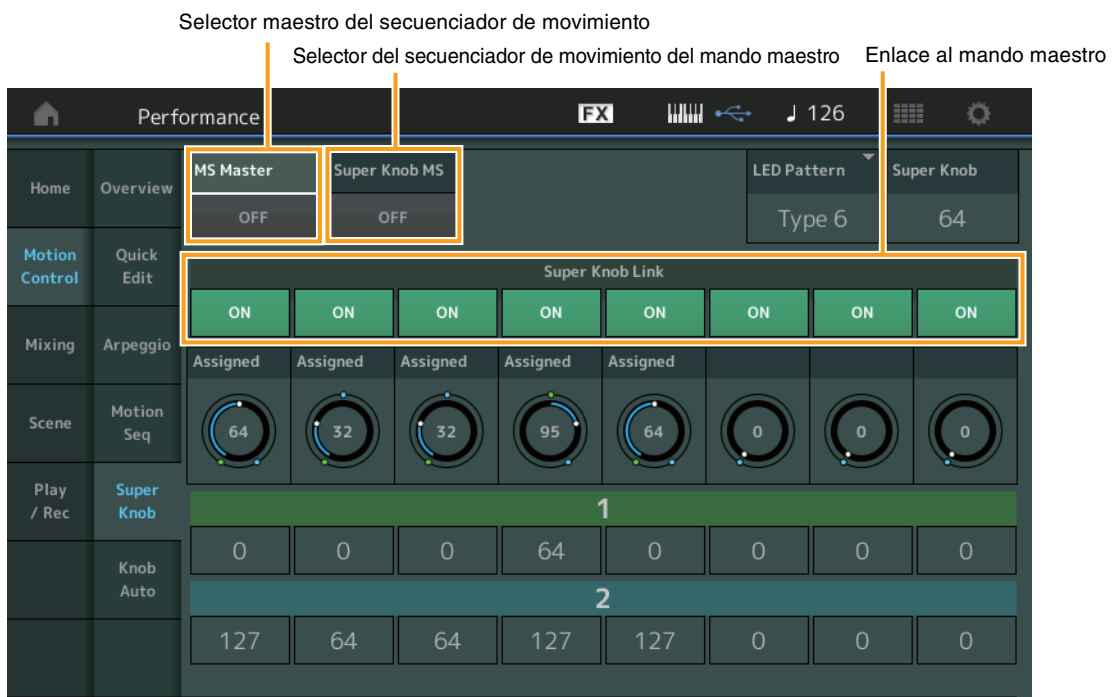 Selector maestro del secuenciador de movimiento
Selector del secuenciador de movimiento del mando maestro
Enlace al mando maestro
Performance
FX
126
Home
Overview
MS Master
OFF
Super Knob MS
OFF
LED Pattern
Type 6
Super Knob
64
Motion
Control
Quick
Edit
Super Knob Link
ON ON ON ON ON ON ON ON
Mixing
Arpeggio
Assigned Assigned Assigned Assigned Assigned
Scene
Motion
Seq
64 32 32 95 64 0 0 0
Play
/ Rec
Super
Knob
1
0 0 0 64 0 0 0 0
Knob
Auto
2
127 64 64 127 127 0 0 0